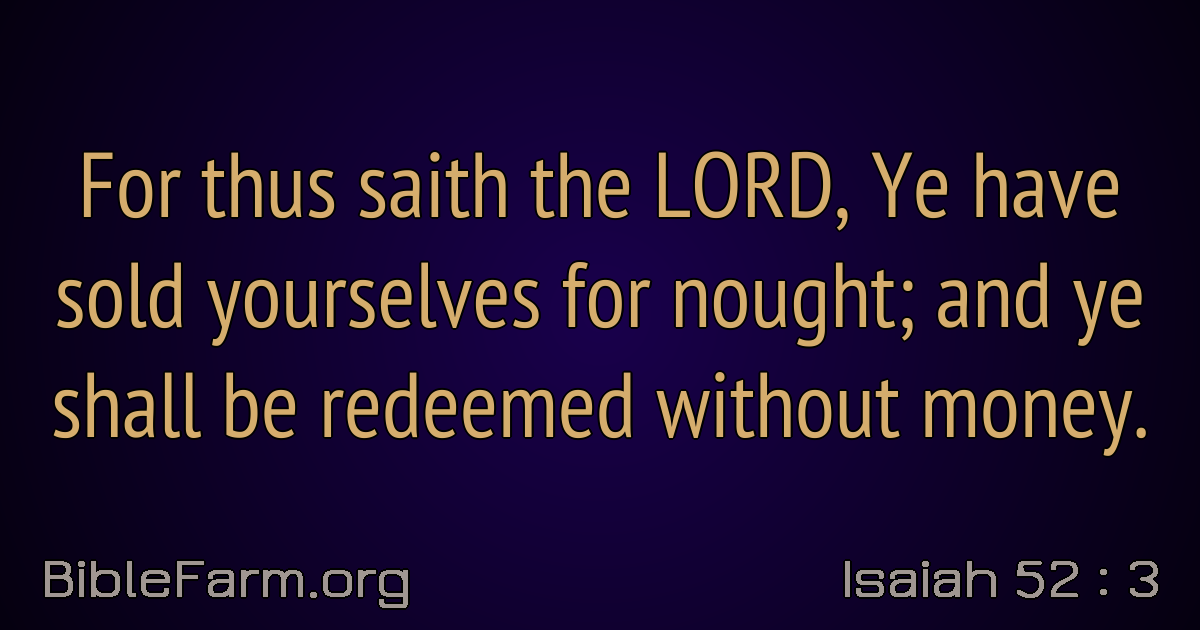 For thus saith the LORD, Ye have
sold yourselves for nought; and ye
shall be redeemed without money.
BibleFarm.org
Isaiah 52 : 3